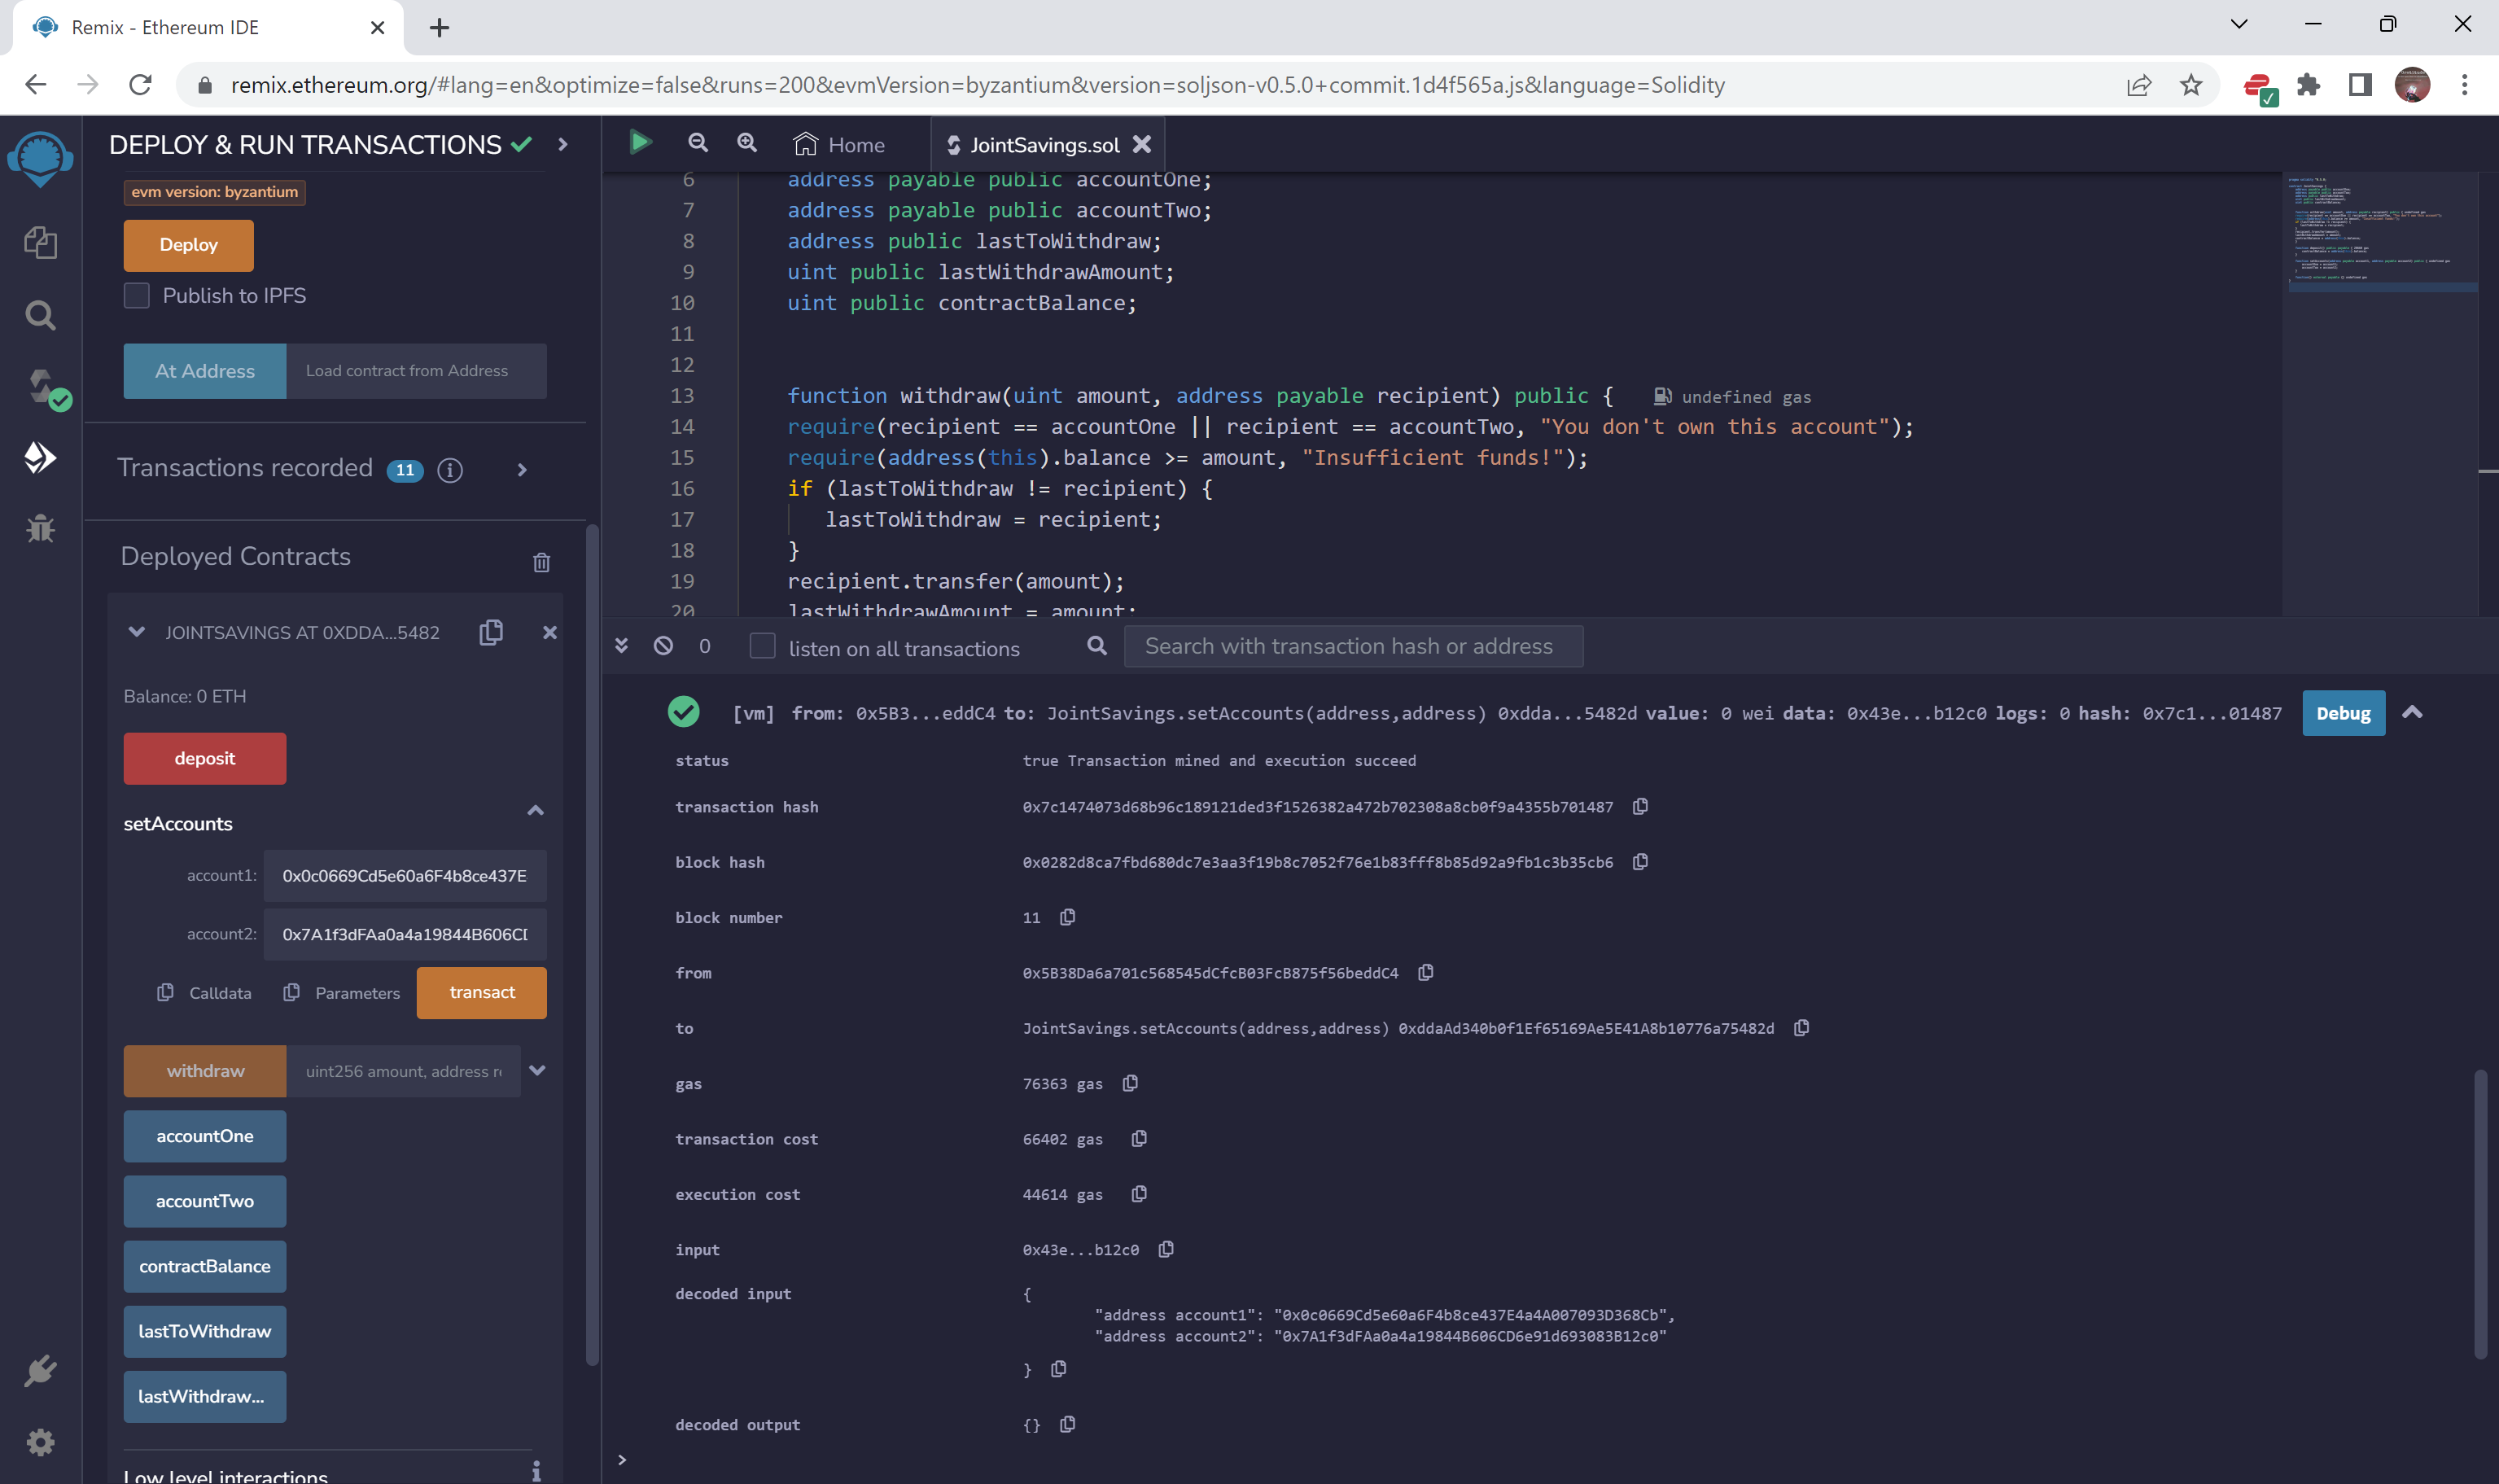 Remix - Ethereum IDE
remix.ethereum.org/#lang=en&optimize=false&runs=200&evmVersion=byzantium&version=soljson-v0.5.0+commit.1d4f565a.js&language=Solidity
DEPLOY & RUN TRANSACTIONS
evm version: byzantium
Deploy
Publish to IPFS
At Address
Load contract from Address
Transactions recorded 11
Deployed Contracts
JOINTSAVINGS AT 0XDDA...5482
Balance: 0 ETH
deposit
setAccounts
account1: 0x0c0669Cd5e60a6F4b8ce437E
account2: 0x7A1f3dFAa0a4a19844B606CD
Calldata
Parameters
transact
withdraw
uint256 amount, address re
accountOne
accountTwo
contractBalance
lastToWithdraw
lastWithdraw...
Low level interactions
Home
JointSavings.sol
6 address payable public accountOne;
7 address payable public accountTwo;
8 address public lastToWithdraw;
9 uint public lastWithdrawAmount;
10 uint public contractBalance;
11
12
13 function withdraw(uint amount, address payable recipient) public { undefined gas
14 require(recipient == accountOne || recipient == accountTwo, "You don't own this account");
15 require(address(this).balance >= amount, "Insufficient funds!");
16 if (lastToWithdraw != recipient) {
17 lastToWithdraw = recipient;
18 }
19 recipient.transfer(amount);
20 lastWithdrawAmount = amount;
0
listen on all transactions
Search with transaction hash or address
[vm] from: 0x5B3...eddC4 to: JointSavings.setAccounts(address,address) 0xdda...5482d value: 0 wei data: 0x43e...b12c0 logs: 0 hash: 0x7c1...01487
Debug
status true Transaction mined and execution succeed
transaction hash 0x7c1474073d68b96c189121ded3f1526382a472b702308a8cb0f9a4355b701487
block hash 0x0282d8ca7fbd680dc7e3aa3f19b8c7052f76e1b83fff8b85d92a9fb1c3b35cb6
block number 11
from 0x5B38Da6a701c568545dCfcB03FcB875f56beddC4
to JointSavings.setAccounts(address,address) 0xddaAd340b0f1Ef65169Ae5E41A8b10776a75482d
gas 76363 gas
transaction cost 66402 gas
execution cost 44614 gas
input 0x43e...b12c0
decoded input {
"address account1": "0x0c0669Cd5e60a6F4b8ce437E4a4A007093D368Cb",
"address account2": "0x7A1f3dFAa0a4a19844B606CD6e91d693083B12c0"
}
decoded output {}
>